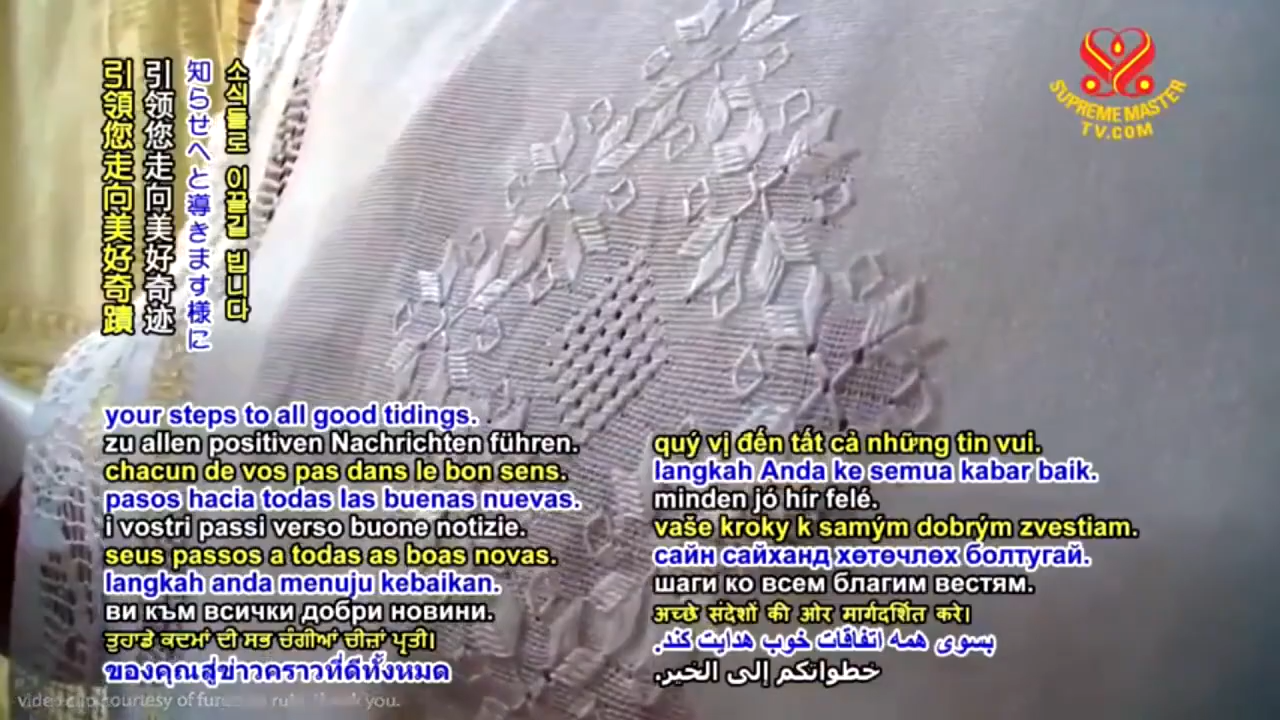 引領您走向美好奇蹟
引领您走向美好奇迹
知らせへと導きます様に
소식들로 이끌길 빕니다
SUPREME MASTER
TV.COM
your steps to all good tidings.
zu allen positiven Nachrichten führen.
chacun de vos pas dans le bon sens.
pasos hacia todas las buenas nuevas.
i vostri passi verso buone notizie.
seus passos a todas as boas novas.
langkah anda menuju kebaikan.
ви към всички добри новини.
ਤੁਹਾਡੇ ਕਦਮਾਂ ਦੀ ਸਭ ਚੰਗੀਆਂ ਚੀਜ਼ਾਂ ਪ੍ਰਤੀ।
ของคุณสู่ข่าวคราวที่ดีทั้งหมด
quý vị đến tất cả những tin vui.
langkah Anda ke semua kabar baik.
minden jó hír felé.
vaše kroky k samým dobrým zvestiam.
сайн сайханд хөтөчлөх болтугай.
шаги ко всем благим вестям.
अच्छे संदेशों की ओर मार्गदर्शित करे।
بسوی همه اتفاقات خوب هدایت کند.
خطواتكم إلى الخير.
video clip courtesy of you.